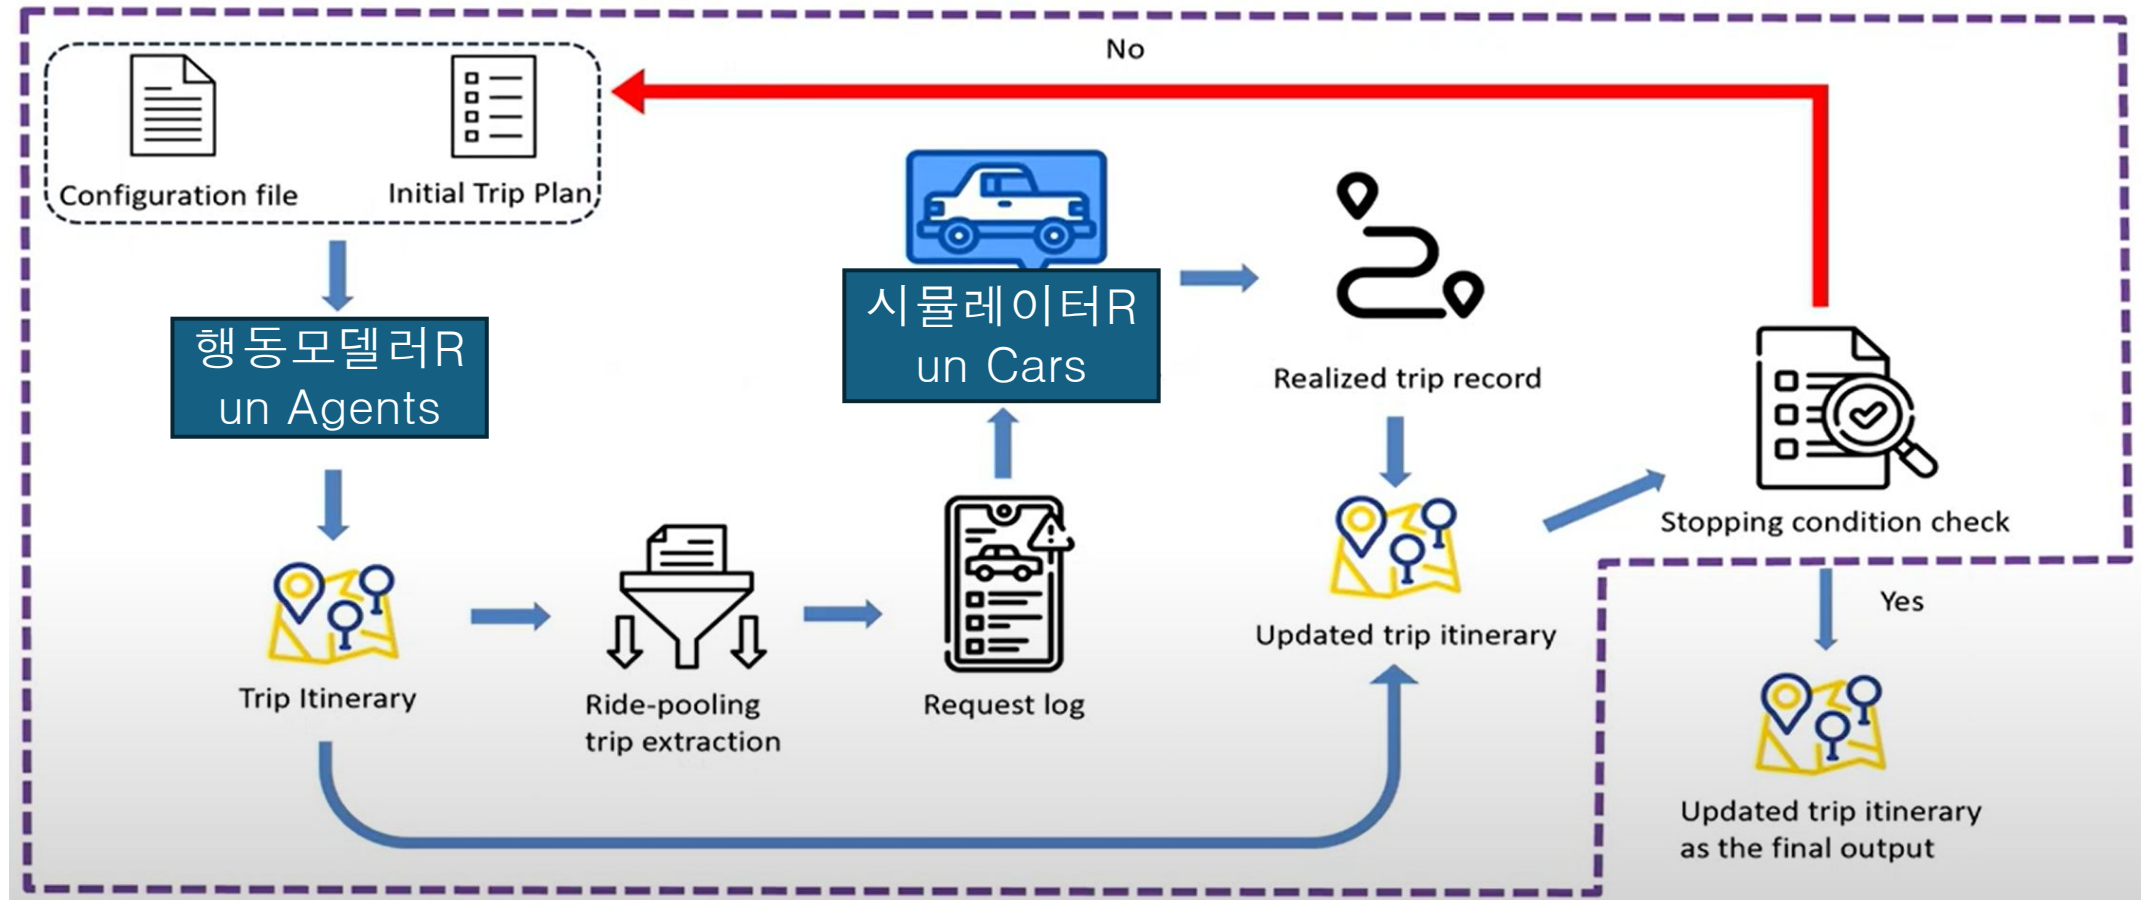 No
Configuration file
Initial Trip Plan
행동모델러R
un Agents
시뮬레이터R
un Cars
Realized trip record
Stopping condition check
Trip Itinerary
Ride-pooling
trip extraction
Request log
Updated trip itinerary
Yes
Updated trip itinerary
as the final output